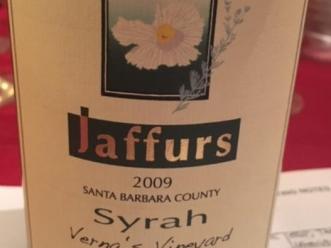 Jaffurs
2009
SANTA BARBARA COUNTY
Syrah
Verna's Vineyard